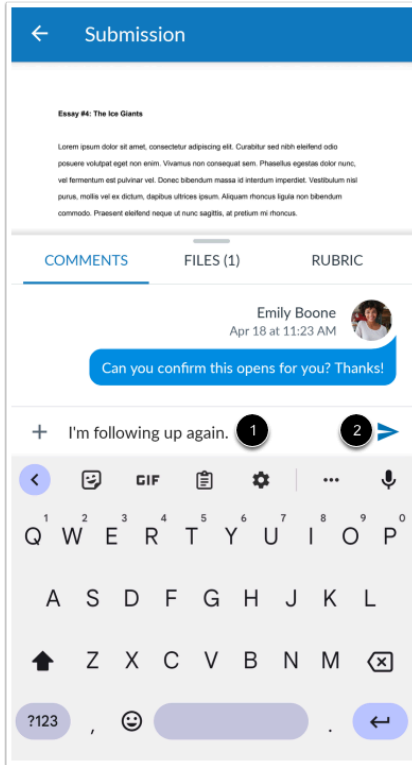 Submission
Essay #4: The Ice Giants
Lorem ipsum dolor sit amet, consectetur adipiscing elit. Curabitur sed nibh eleifend odio
posuere volutpat eget non enim. Vivamus non consequat sem. Phasellus egestas dolor nunc,
vel fermentum est pulvinar vel. Donec bibendum massa id interdum imperdiet. Vestibulum nisl
purus, mollis vel ex dictum, dapibus ultrices ipsum. Aliquam rhoncus ligula non bibendum
commodo. Praesent eleifend neque ut nunc sagittis, at pretium mi rhoncus.
COMMENTS FILES (1) RUBRIC
Emily Boone
Apr 18 at 11:23 AM
Can you confirm this opens for you? Thanks!
+ I'm following up again. 1 2
GIF
1 2 3 4 5 6 7 8 9 0
Q W E R T Y U I O P
A S D F G H J K L
Z X C V B N M
?123 , .